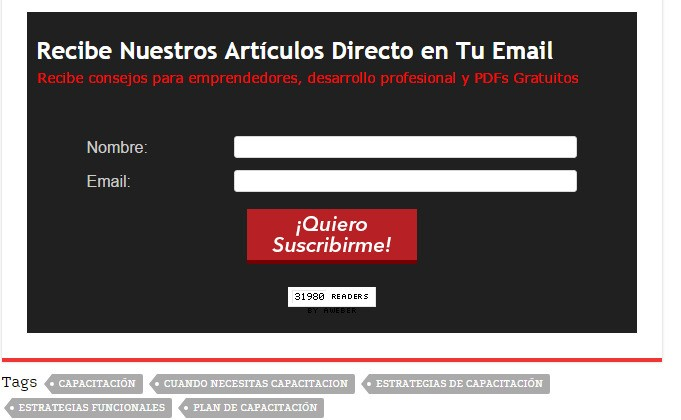 Recibe Nuestros Artículos Directo en Tu Email
Recibe consejos para emprendedores, desarrollo profesional y PDFs Gratuitos
Nombre:
Email:
¡Quiero
Suscribirme!
31980 READERS
BY AWEBER
Tags CAPACITACIÓN CUANDO NECESITAS CAPACITACION ESTRATEGIAS DE CAPACITACIÓN
ESTRATEGIAS FUNCIONALES PLAN DE CAPACITACIÓN